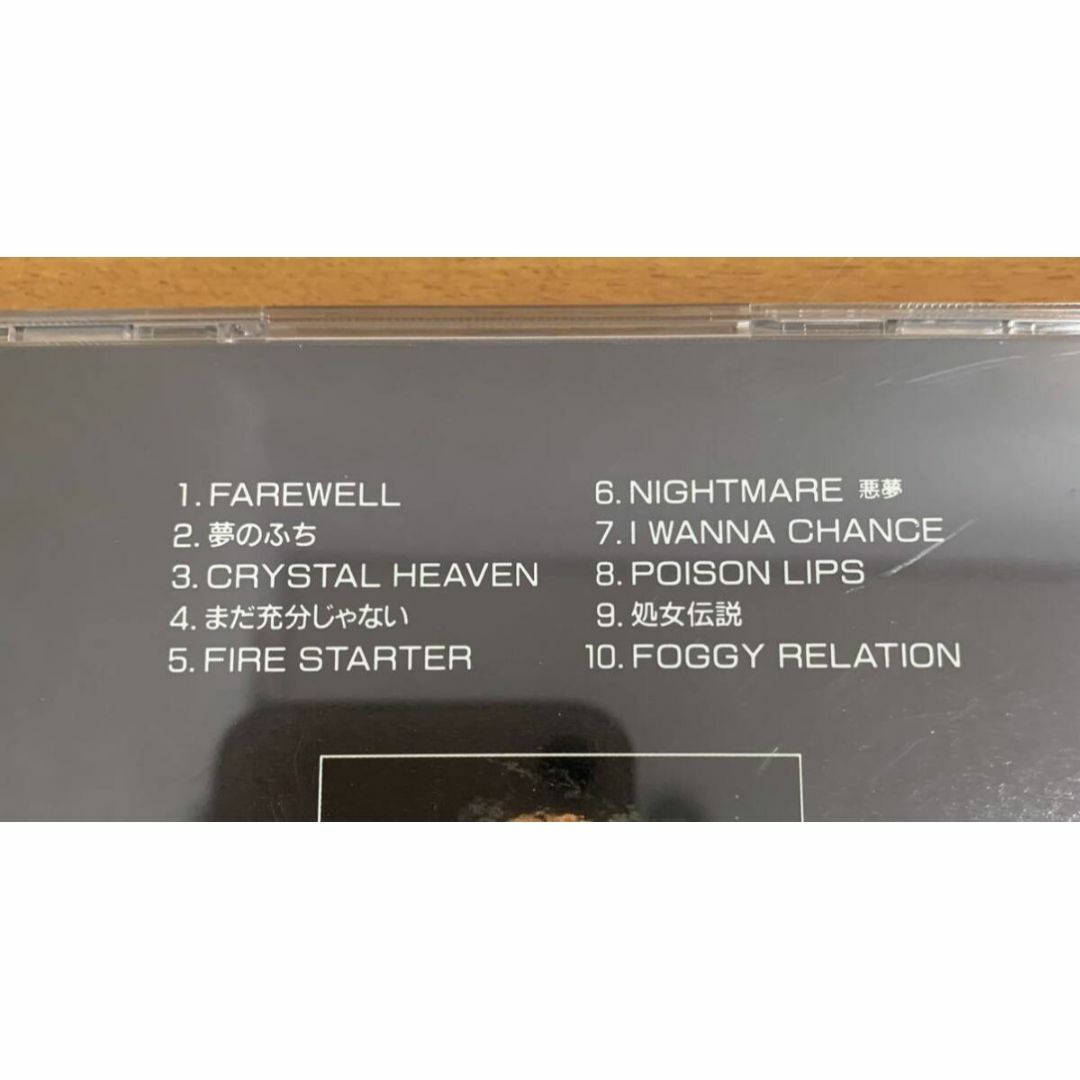 1. FAREWELL
2. 夢のふち
3. CRYSTAL HEAVEN
4. まだ充分じゃない
5. FIRE STARTER
6. NIGHTMARE 悪夢
7. I WANNA CHANCE
8. POISON LIPS
9. 処女伝説
10. FOGGY RELATION